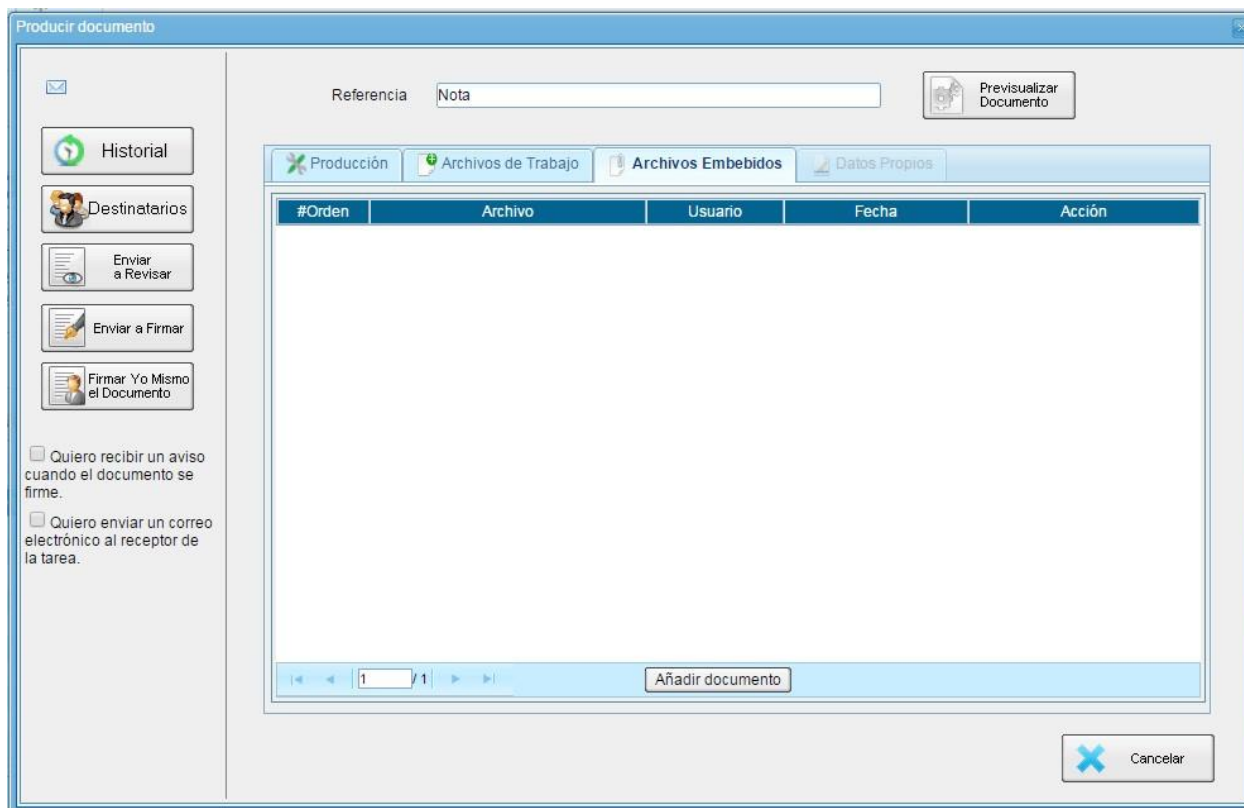 Producir documento
Referencia
Nota
Previsualizar
Documento
Historial
Destinatarios
Enviar
a Revisar
Enviar a Firmar
Firmar Yo Mismo
el Documento
Quiero recibir un aviso
cuando el documento se
firme.
Quiero enviar un correo
electrónico al receptor de
la tarea.
Producción
Archivos de Trabajo
Archivos Embebidos
Datos Propios
#Orden
Archivo
Usuario
Fecha
Acción
1 / 1
Añadir documento
Cancelar